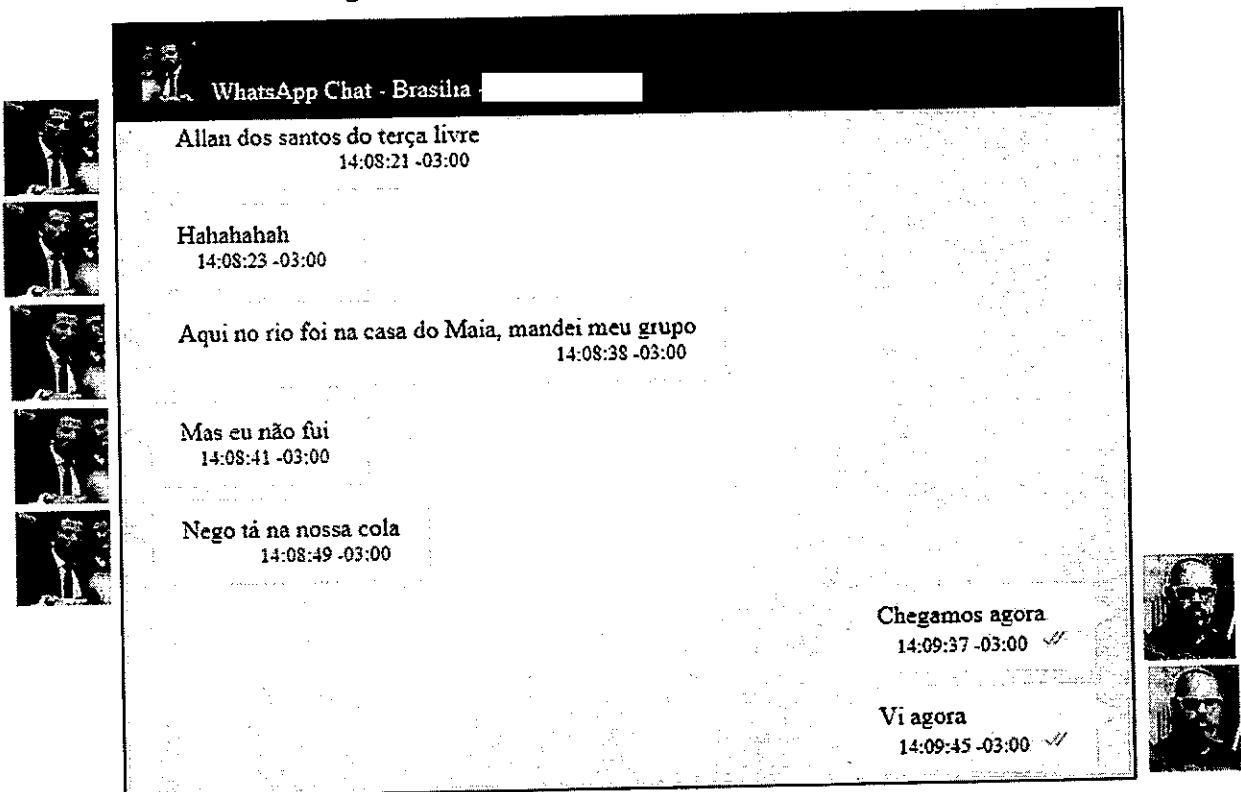 WhatsApp Chat - Brasilia -
Allan dos santos do terça livre
14:08:21 -03:00
Hahahahah
14:08:23 -03:00
Aqui no rio foi na casa do Maia, mandei meu grupo
14:08:38 -03:00
Mas eu não fui
14:08:41 -03:00
Nego tá na nossa cola
14:08:49 -03:00
Chegamos agora
14:09:37 -03:00
Vi agora
14:09:45 -03:00